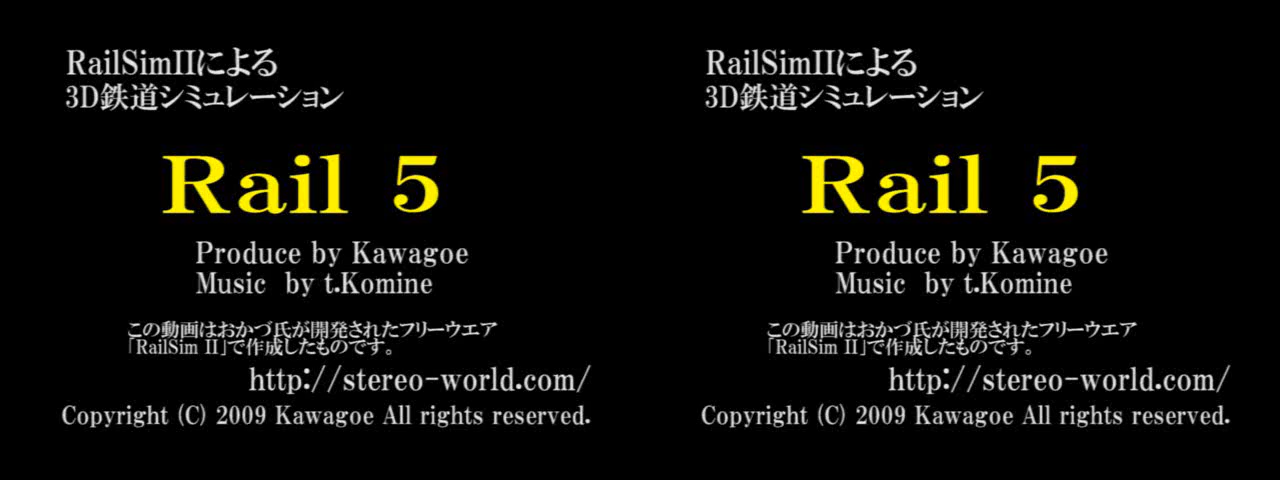 RailSimIIによる
3D鉄道シミュレーション
Rail 5
Produce by Kawagoe
Music by t.Komine
この動画はおかづ氏が開発されたフリーウエア
「RailSim II」で作成したものです。
http://stereo-world.com/
Copyright (C) 2009 Kawagoe All rights reserved.
RailSimIIによる
3D鉄道シミュレーション
Rail 5
Produce by Kawagoe
Music by t.Komine
この動画はおかづ氏が開発されたフリーウエア
「RailSim II」で作成したものです。
http://stereo-world.com/
Copyright (C) 2009 Kawagoe All rights reserved.